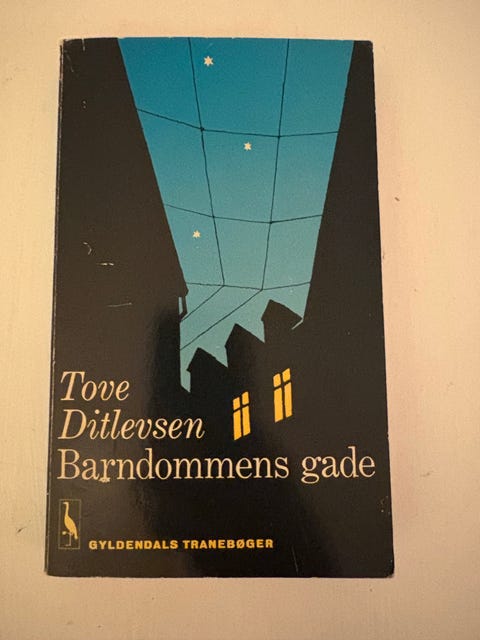 Tove
Ditlevsen
Barndommens gade
GYLDENDALS TRANEBØGER